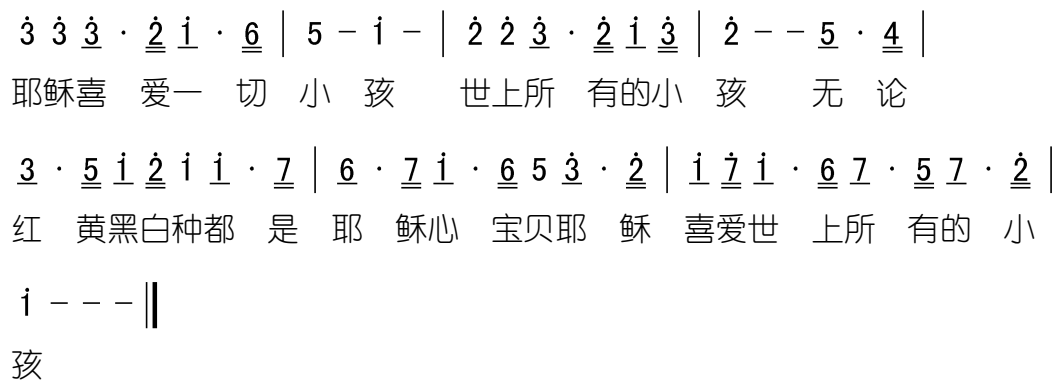 3̇ 3̇ 3̇ · 2̇ 1̇ · 6 | 5 － 1̇ － | 2̇ 2̇ 3̇ · 2̇ 1̇ 3̇ | 2̇ － － 5 · 4 |
耶稣喜 爱一 切 小 孩 世上所 有的小 孩 无 论
3 · 5 1̇ 2̇ 1̇ 1̇ · 7 | 6 · 7 1̇ · 6 5 3̇ · 2̇ | 1̇ 7̇ 1̇ · 6 7 · 5 7 · 2̇ |
红 黄黑白种都 是 耶 稣心 宝贝耶 稣 喜爱世 上所 有的 小
1̇ － － － ‖
孩